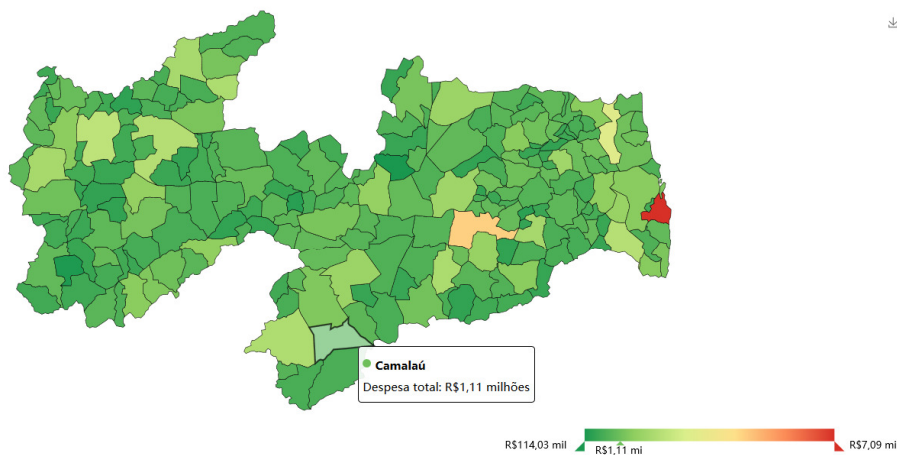 Camalaú
Despesa total: R$1,11 milhões
R$114,03 mil
R$1,11 mi
R$7,09 mi